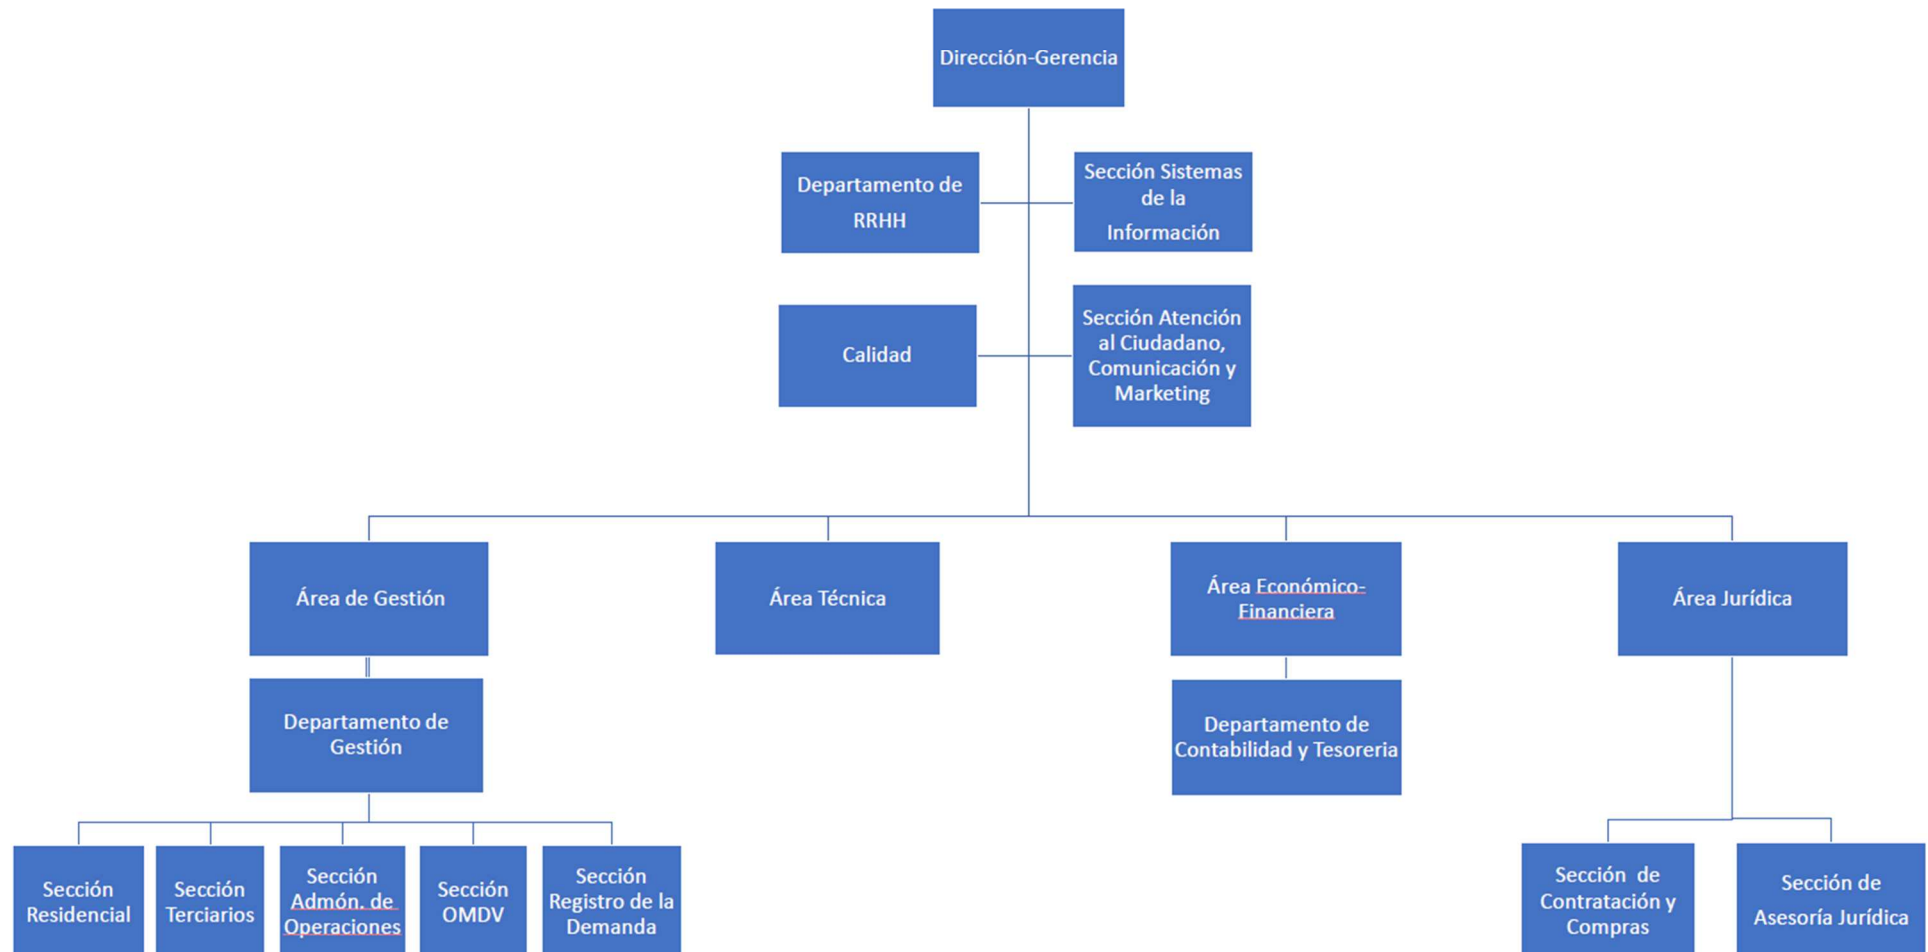 Dirección-Gerencia
Departamento de
RRHH
Sección Sistemas
de la
Información
Calidad
Sección Atención
al Ciudadano,
Comunicación y
Marketing
Área de Gestión
Área Técnica
Área Económico-
Financiera
Área Jurídica
Departamento de
Gestión
Departamento de
Contabilidad y Tesoreria
Sección
Residencial
Sección
Terciarios
Sección
Admón. de
Operaciones
Sección
OMDV
Sección
Registro de la
Demanda
Sección de
Contratación y
Compras
Sección de
Asesoría Jurídica